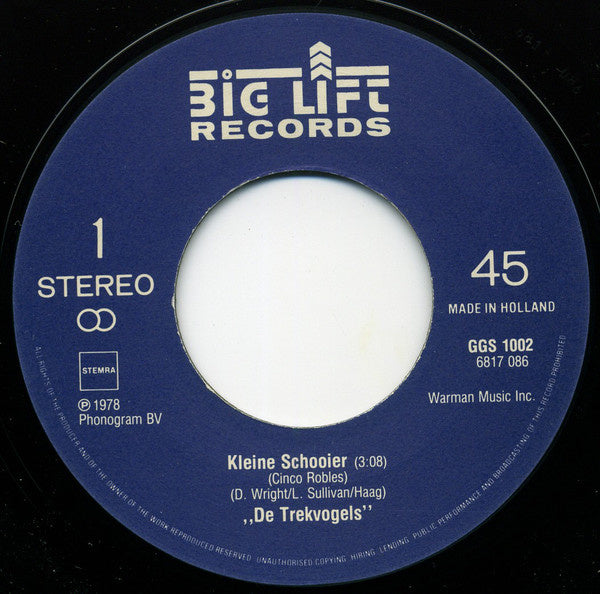 BIG LIFT
RECORDS
1
STEREO
45
MADE IN HOLLAND
STEMRA
GGS 1002
6817 086
℗ 1978
Phonogram BV
Warman Music Inc.
Kleine Schooier (3:08)
(Cinco Robles)
(D. Wright/L. Sullivan/Haag)
,,De Trekvogels''
ALL RIGHTS OF THE PRODUCER AND OF THE OWNER OF THE WORK REPRODUCED RESERVED UNAUTHORISED COPYING, HIRING, LENDING, PUBLIC PERFORMANCE AND BROADCASTING OF THIS RECORD PROHIBITED